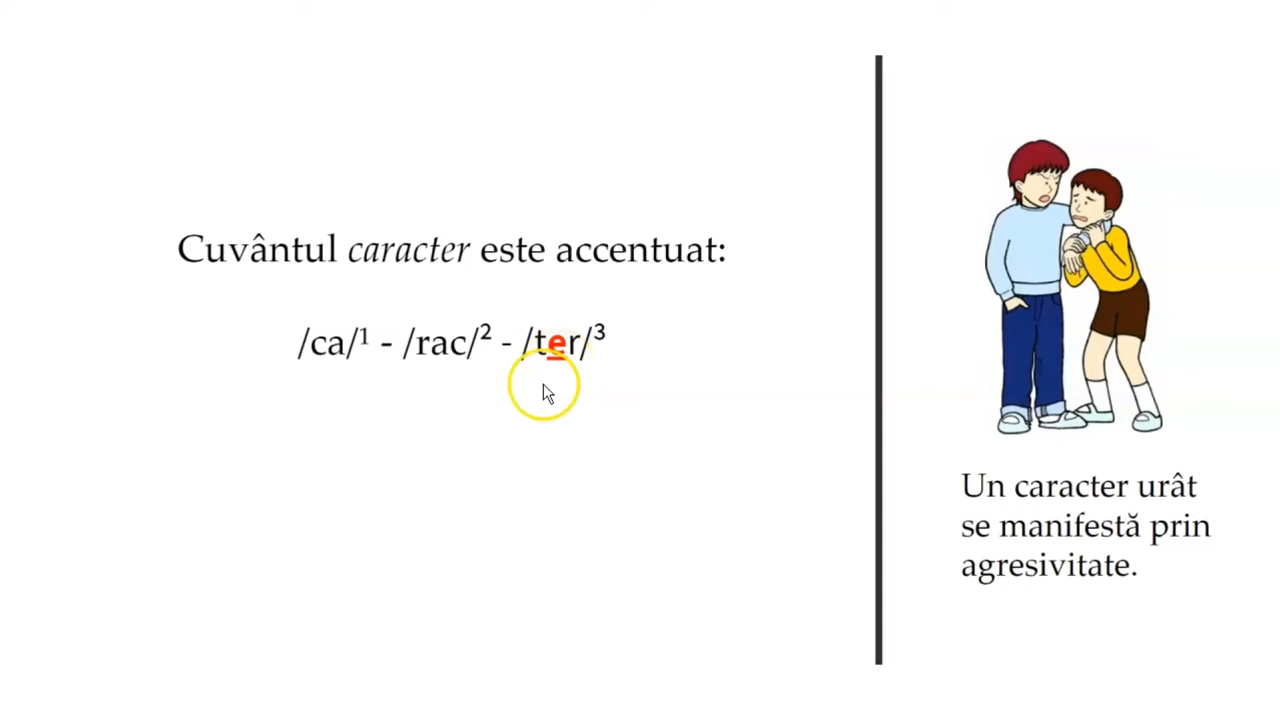 Cuvântul caracter este accentuat:
/ca/¹ - /rac/² - /ter/³
Un caracter urât
se manifestă prin
agresivitate.